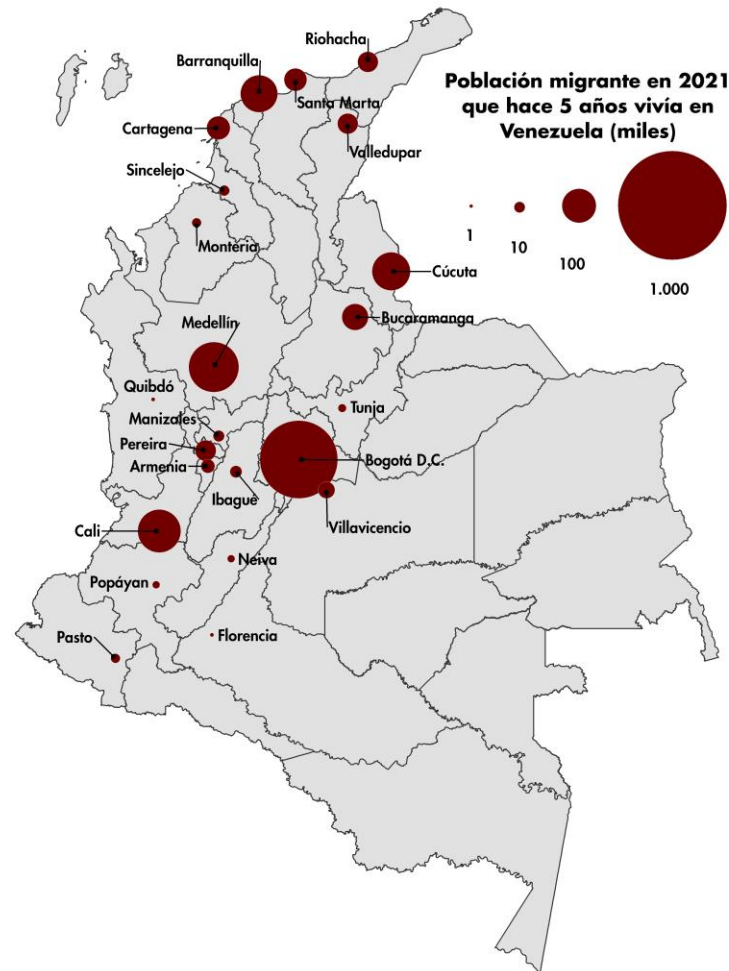 Riohacha
Barranquilla
Población migrante en 2021
que hace 5 años vivía en
Venezuela (miles)
Santa Marta
Cartagena
Valledupar
Sincelejo
1
10
100
1.000
Montería
Cúcuta
Bucaramanga
Medellín
Quibdó
Tunja
Manizales
Pereira
Bogotá D.C.
Armenia
Ibague
Villavicencio
Cali
Neiva
Popáyan
Pasto
Florencia